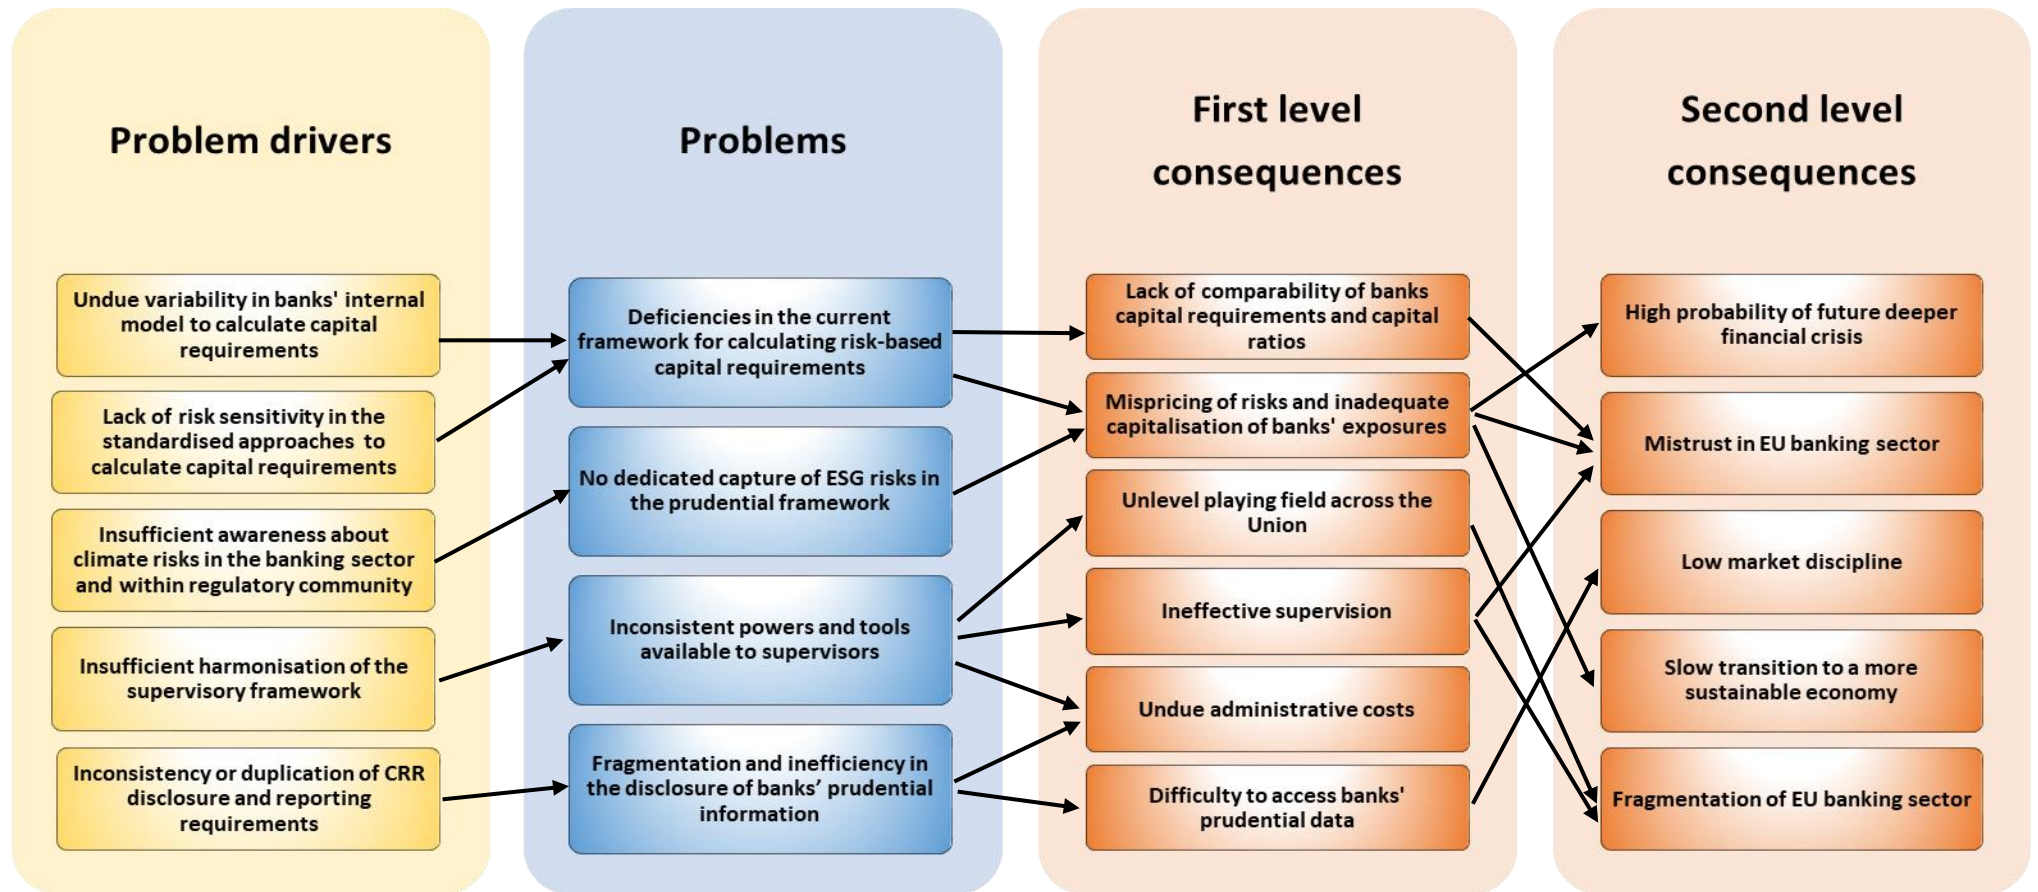 Problem drivers
Undue variability in banks' internal
model to calculate capital
requirements
Lack of risk sensitivity in the
standardised approaches to
calculate capital requirements
Insufficient awareness about
climate risks in the banking sector
and within regulatory community
Insufficient harmonisation of the
supervisory framework
Inconsistency or duplication of CRR
disclosure and reporting
requirements
Problems
Deficiencies in the current
framework for calculating risk-based
capital requirements
No dedicated capture of ESG risks in
the prudential framework
Inconsistent powers and tools
available to supervisors
Fragmentation and inefficiency in
the disclosure of banks’ prudential
information
First level
consequences
Lack of comparability of banks
capital requirements and capital
ratios
Mispricing of risks and inadequate
capitalisation of banks' exposures
Unlevel playing field across the
Union
Ineffective supervision
Undue administrative costs
Difficulty to access banks'
prudential data
Second level
consequences
High probability of future deeper
financial crisis
Mistrust in EU banking sector
Low market discipline
Slow transition to a more
sustainable economy
Fragmentation of EU banking sector